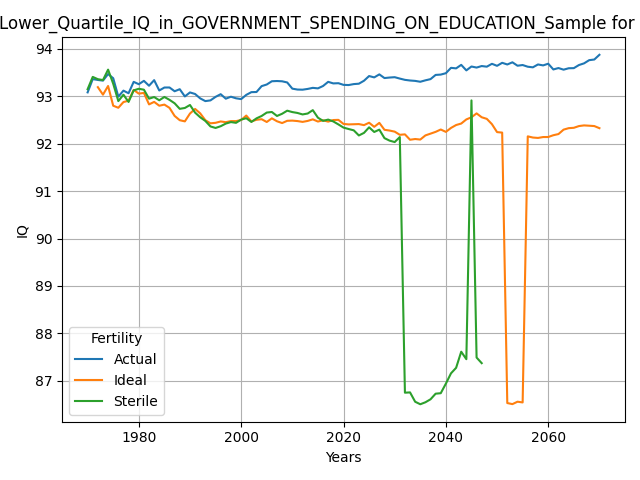 Lower_Quartile_IQ_in_GOVERNMENT_SPENDING_ON_EDUCATION_Sample for
94
93
92
91
90
89
88
87
IQ
Fertility
Actual
Ideal
Sterile
1980 2000 2020 2040 2060
Years